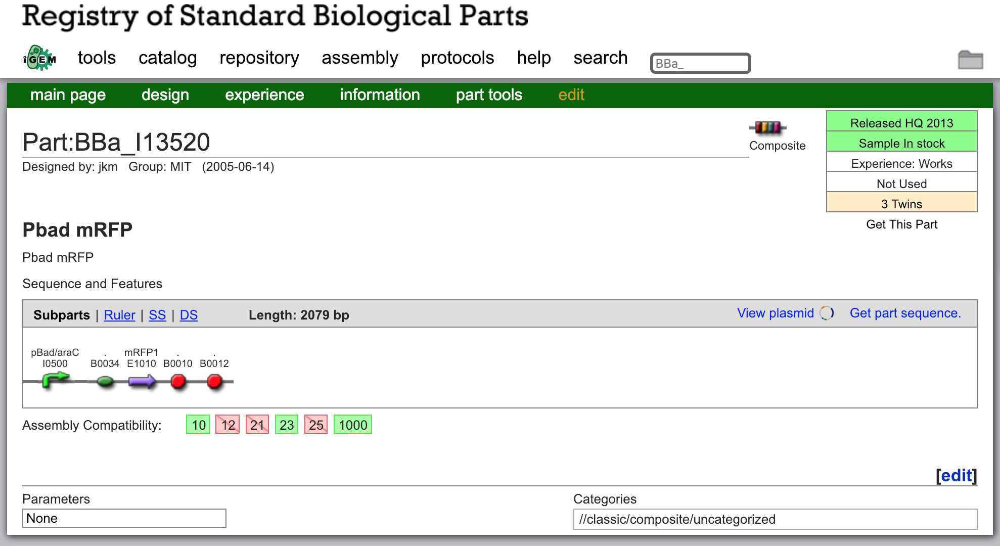 Registry of Standard Biological Parts
iGEM tools catalog repository assembly protocols help search BBa_
main page design experience information part tools edit
Part:BBa_I13520
Composite
Designed by: jkm Group: MIT (2005-06-14)
Released HQ 2013
Sample In stock
Experience: Works
Not Used
3 Twins
Get This Part
Pbad mRFP
Pbad mRFP
Sequence and Features
Subparts | Ruler | SS | DS Length: 2079 bp View plasmid Get part sequence.
pBad/araC . mRFP1 . .
I0500 B0034 E1010 B0010 B0012
Assembly Compatibility: 10 12 21 23 25 1000
[edit]
Parameters Categories
None //classic/composite/uncategorized